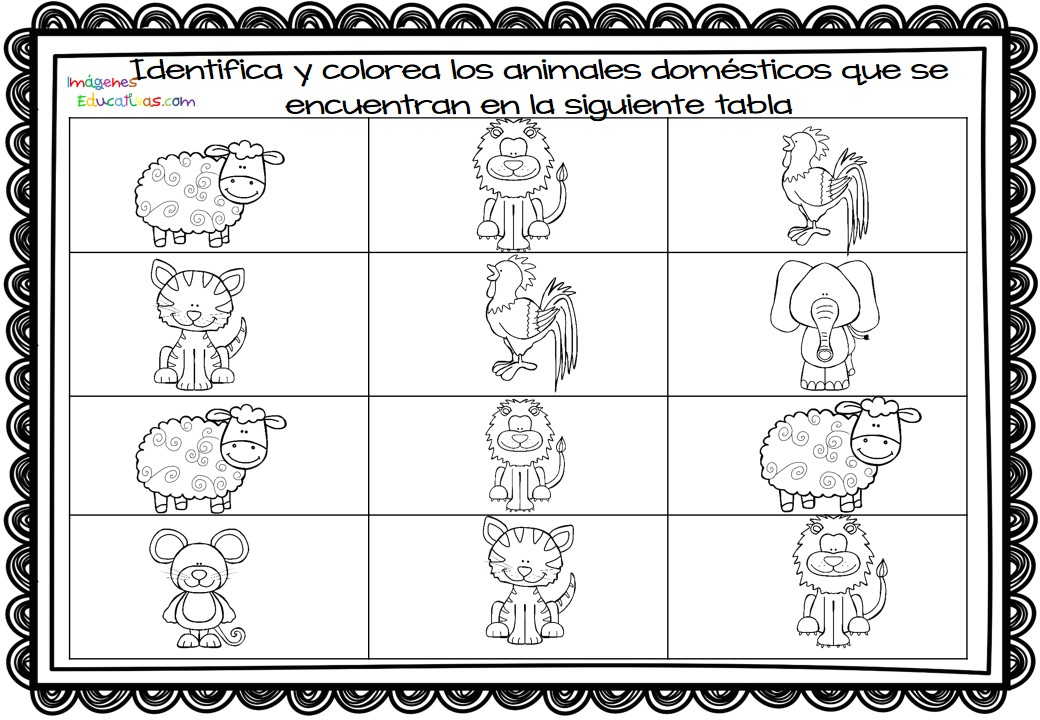 Identifica y colorea los animales domésticos que se
encuentran en la siguiente tabla
Imágenes
Educativas.com